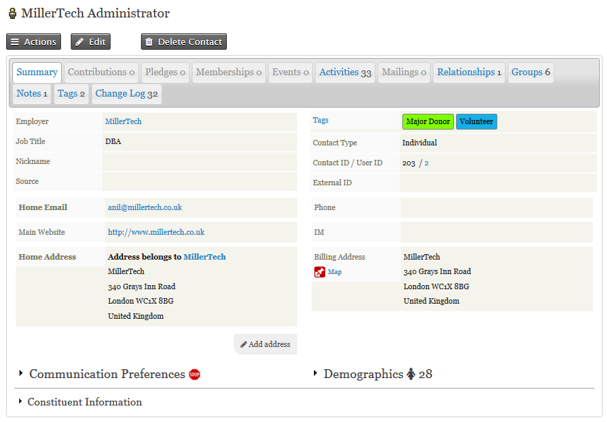 MillerTech Administrator
Actions Edit Delete Contact
Summary Contributions 0 Pledges 0 Memberships 0 Events 0 Activities 33 Mailings 0 Relationships 1 Groups 6
Notes 1 Tags 2 Change Log 32
Employer MillerTech
Job Title DBA
Nickname
Source
Tags Major Donor Volunteer
Contact Type Individual
Contact ID / User ID 203 / 2
External ID
Home Email anil@millertech.co.uk
Phone
Main Website http://www.millertech.co.uk
IM
Home Address Address belongs to MillerTech
MillerTech
340 Grays Inn Road
London WC1X 8BG
United Kingdom
Billing Address MillerTech
Map 340 Grays Inn Road
London WC1X 8BG
United Kingdom
Add address
Communication Preferences STOP
Demographics 28
Constituent Information